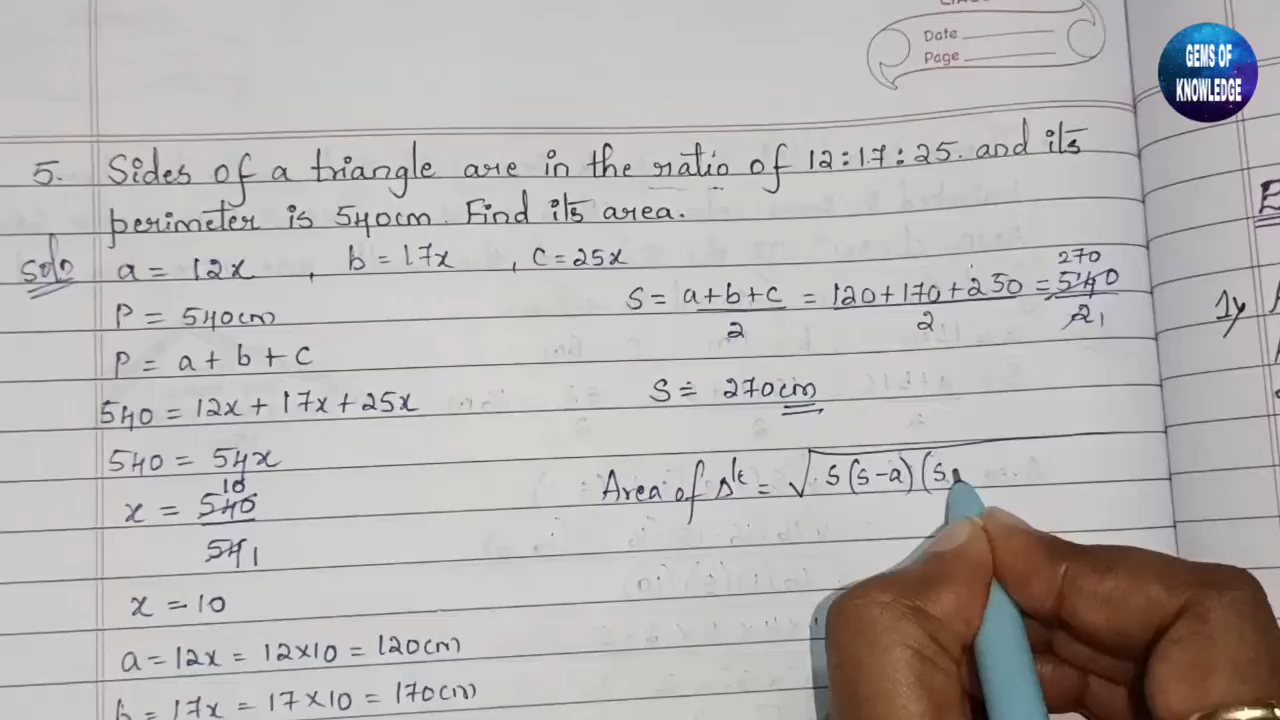 Date
Page
GEMS OF
KNOWLEDGE
5. Sides of a triangle are in the ratio of 12:17:25. and its
perimeter is 540cm. Find its area.
Soln a = 12x , b = 17x , c = 25x
P = 540cm
P = a + b + c
540 = 12x + 17x + 25x
540 = 54x
10
x = 540
54 1
x = 10
a = 12x = 12×10 = 120cm
b = 17x = 17×10 = 170cm
270
S = a+b+c = 120+170+250 = 540
2 2 2 1
S = 270cm
Area of Δle = √S(S-a)(S